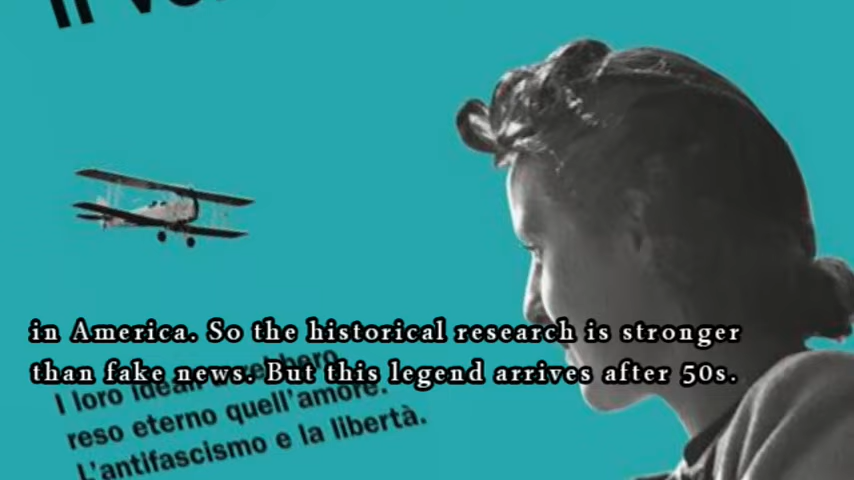 in America. So the historical research is stronger
than fake news. But this legend arrives after 50s.
I loro ideali
reso eterno quell'amore.
L'antifascismo e la libertà.